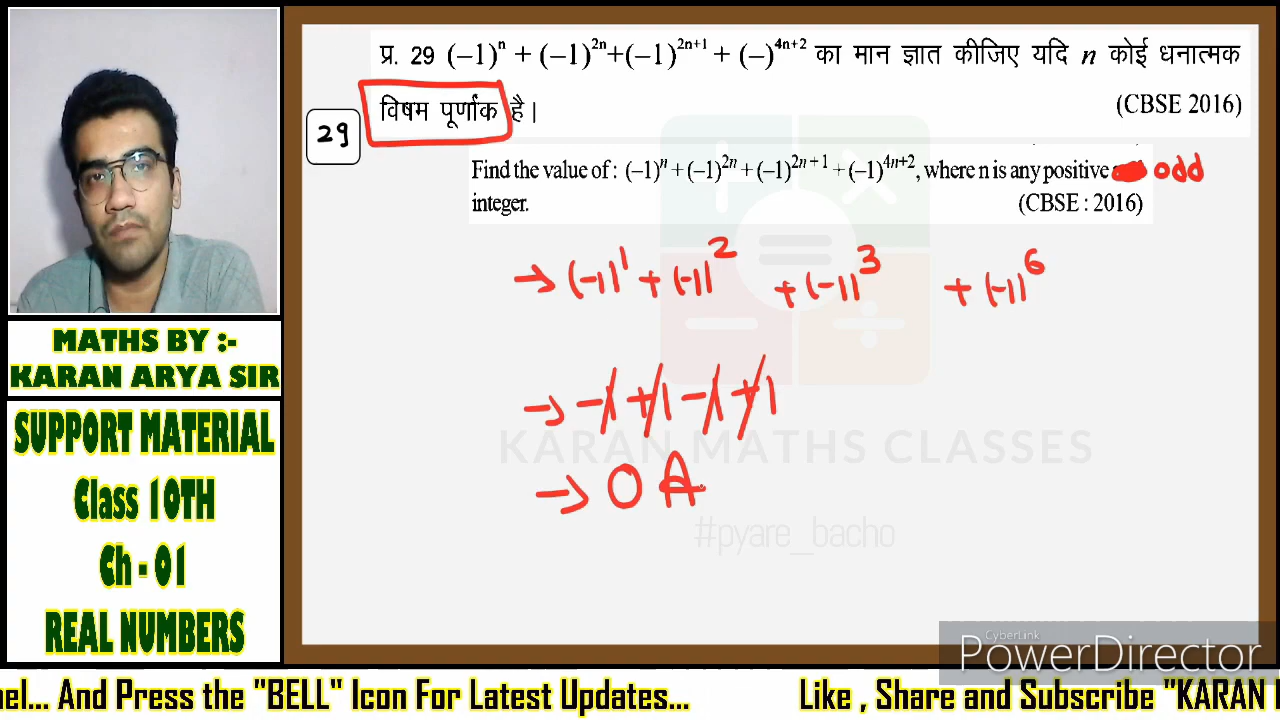 प्र. 29 (–1)ⁿ + (–1)²ⁿ+(–1)²ⁿ⁺¹ + (–)⁴ⁿ⁺² का मान ज्ञात कीजिए यदि n कोई धनात्मक
विषम पूर्णांक है। (CBSE 2016)
29
Find the value of : (–1)ⁿ + (–1)²ⁿ + (–1)²ⁿ⁺¹ + (–1)⁴ⁿ⁺², where n is any positive odd
integer. (CBSE : 2016)
→ (-1)¹ + (-1)² + (-1)³ + (-1)⁶
→ -1 +1 -1 +1
→ 0 A
KARAN MATHS CLASSES
#pyare_bacho
MATHS BY :-
KARAN ARYA SIR
SUPPORT MATERIAL
Class 10TH
Ch - 01
REAL NUMBERS
CyberLink
PowerDirector
nel... And Press the "BELL" Icon For Latest Updates... Like , Share and Subscribe "KARAN